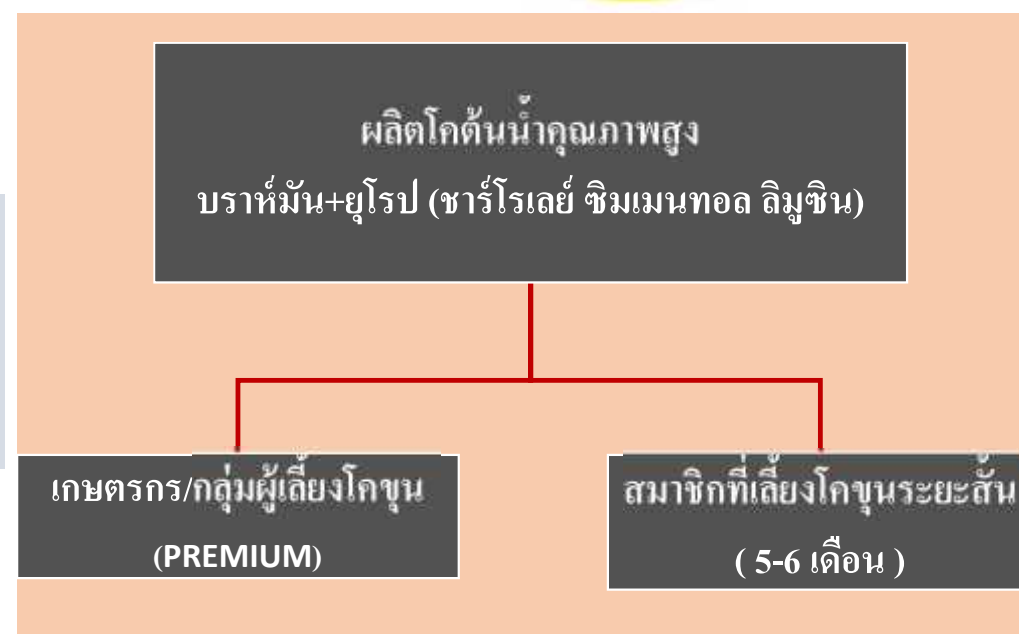 ผลิตโคต้นน้ำคุณภาพสูง
บราห์มัน+ยุโรป (ชาร์โรเลย์ ซิมเมนทอล ลิมูซิน)
เกษตรกร/กลุ่มผู้เลี้ยงโคขุน
(PREMIUM)
สมาชิกที่เลี้ยงโคขุนระยะสั้น
( 5-6 เดือน )